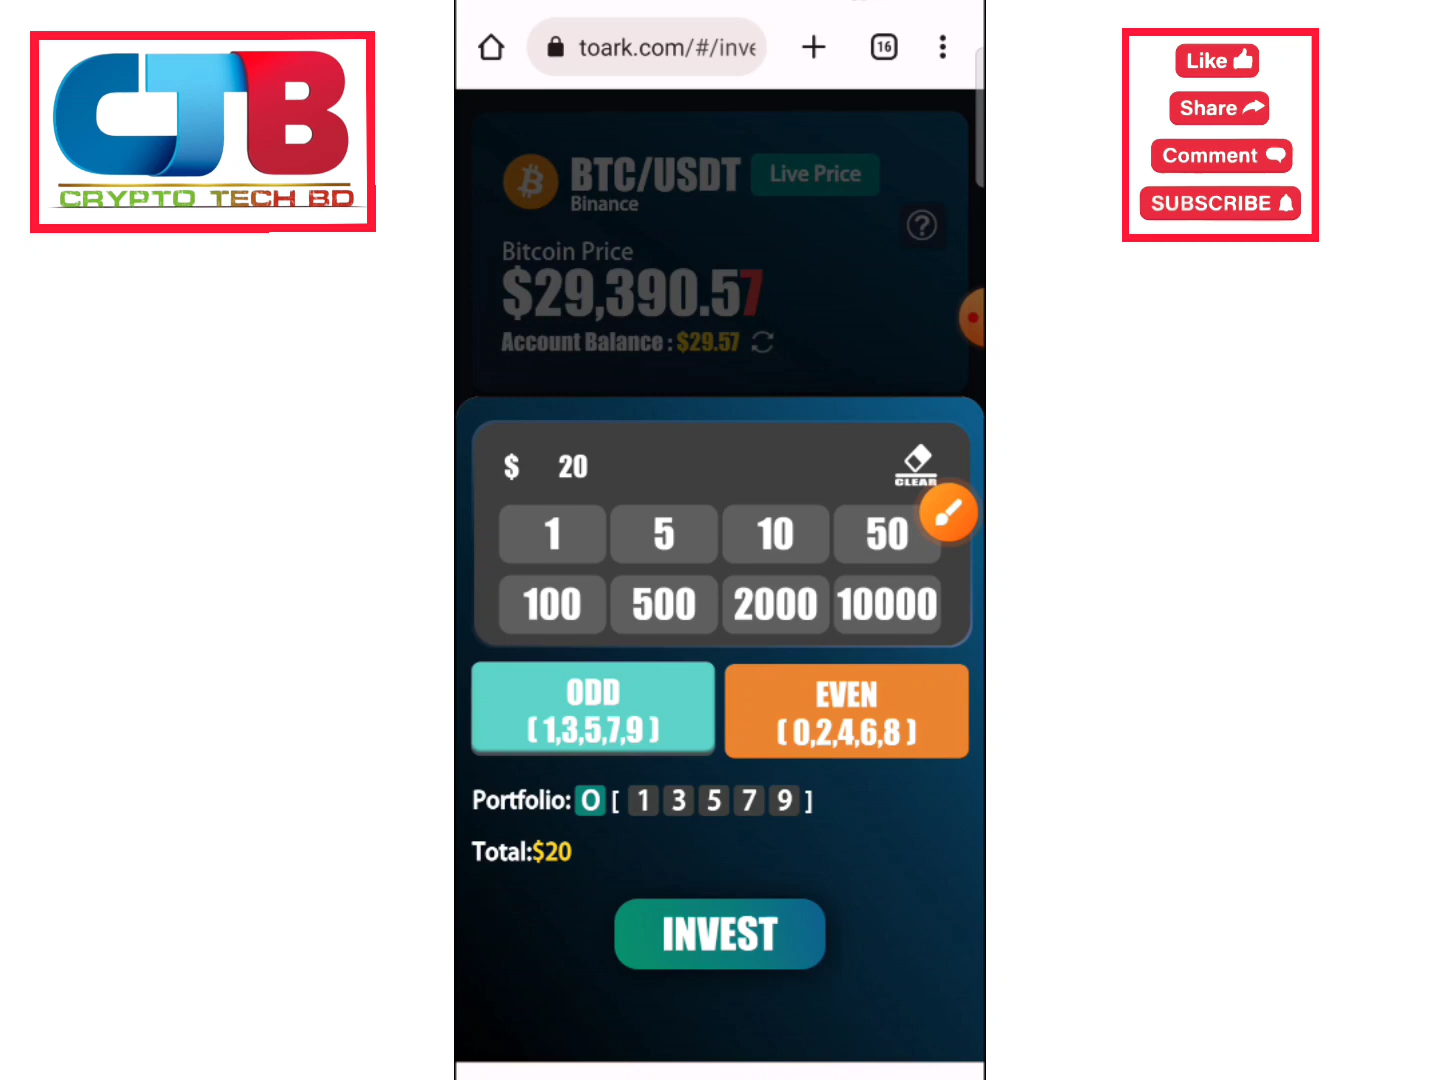 CTB
CRYPTO TECH BD
toark.com/#/inve
16
Like
Share
Comment
SUBSCRIBE
BTC/USDT
Live Price
Binance
Bitcoin Price
$29,390.57
Account Balance : $29.57
$ 20
CLEAR
1 5 10 50
100 500 2000 10000
ODD
( 1,3,5,7,9 )
EVEN
( 0,2,4,6,8 )
Portfolio: O [ 1 3 5 7 9 ]
Total:$20
INVEST